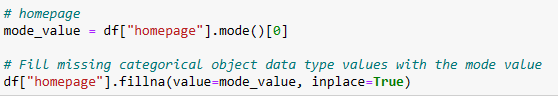 # homepage
mode_value = df["homepage"].mode()[0]
# Fill missing categorical object data type values with the mode value
df["homepage"].fillna(value=mode_value, inplace=True)